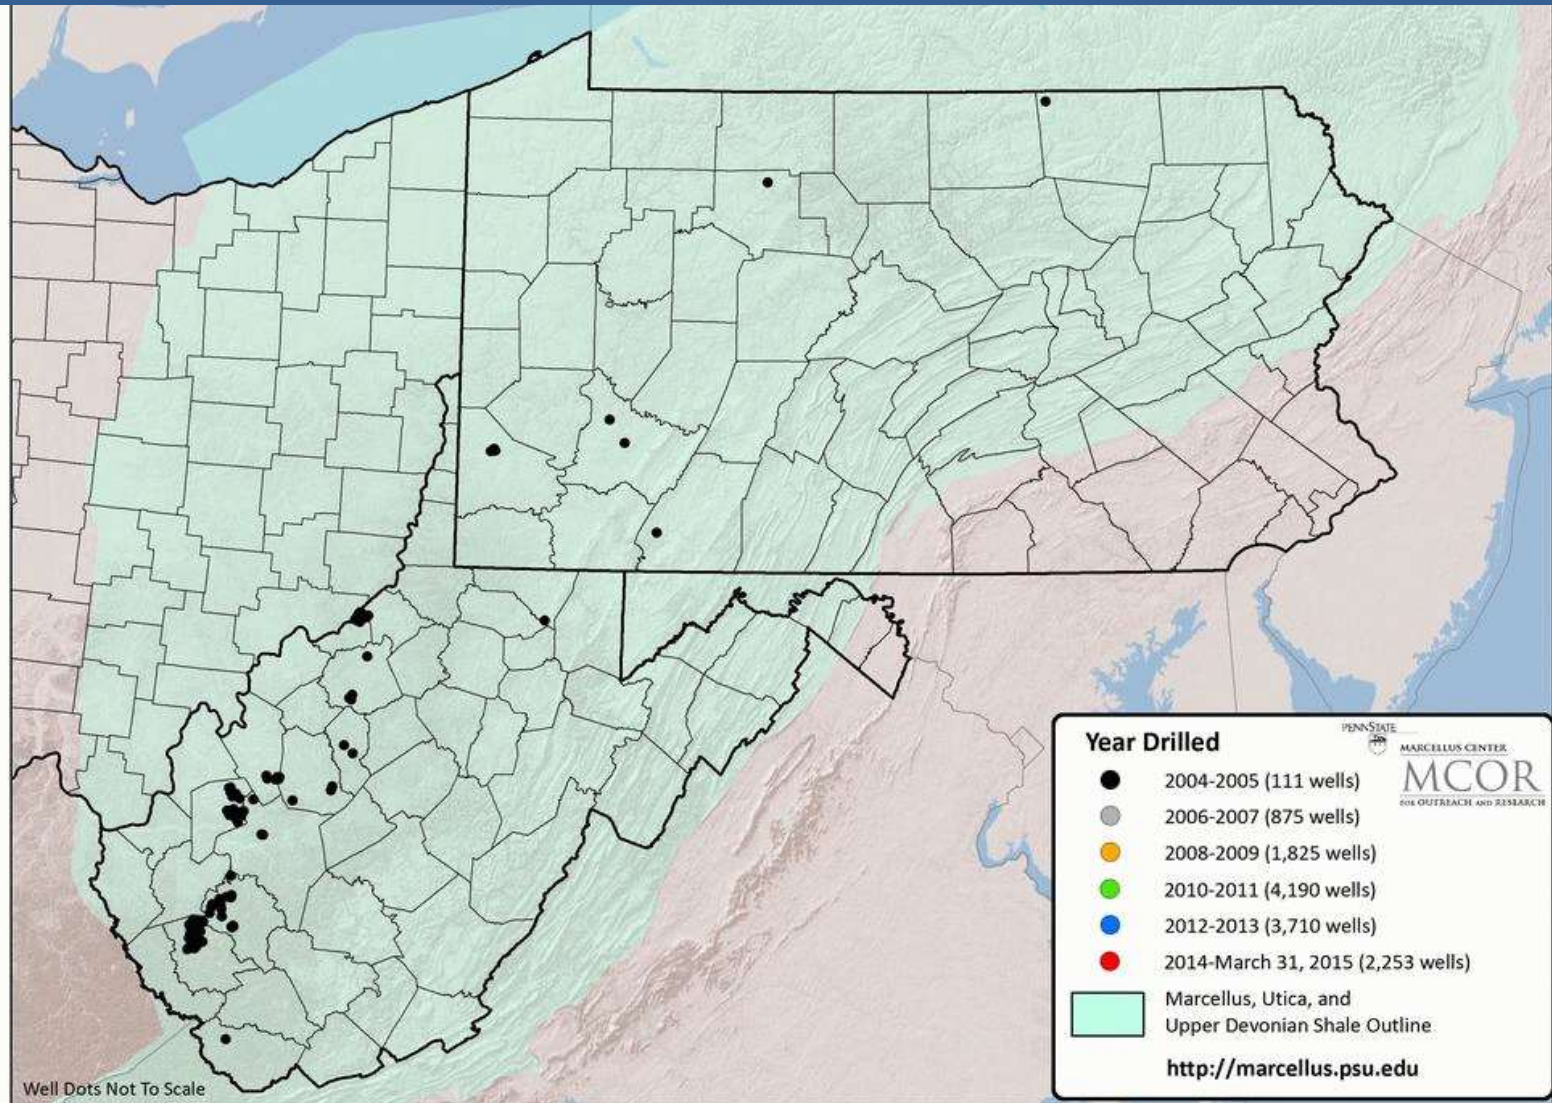 Year Drilled
2004-2005 (111 wells)
2006-2007 (875 wells)
2008-2009 (1,825 wells)
2010-2011 (4,190 wells)
2012-2013 (3,710 wells)
2014-March 31, 2015 (2,253 wells)
Marcellus, Utica, and
Upper Devonian Shale Outline
http://marcellus.psu.edu
PENNSTATE
MARCELLUS CENTER
MCOR
FOR OUTREACH AND RESEARCH
Well Dots Not To Scale